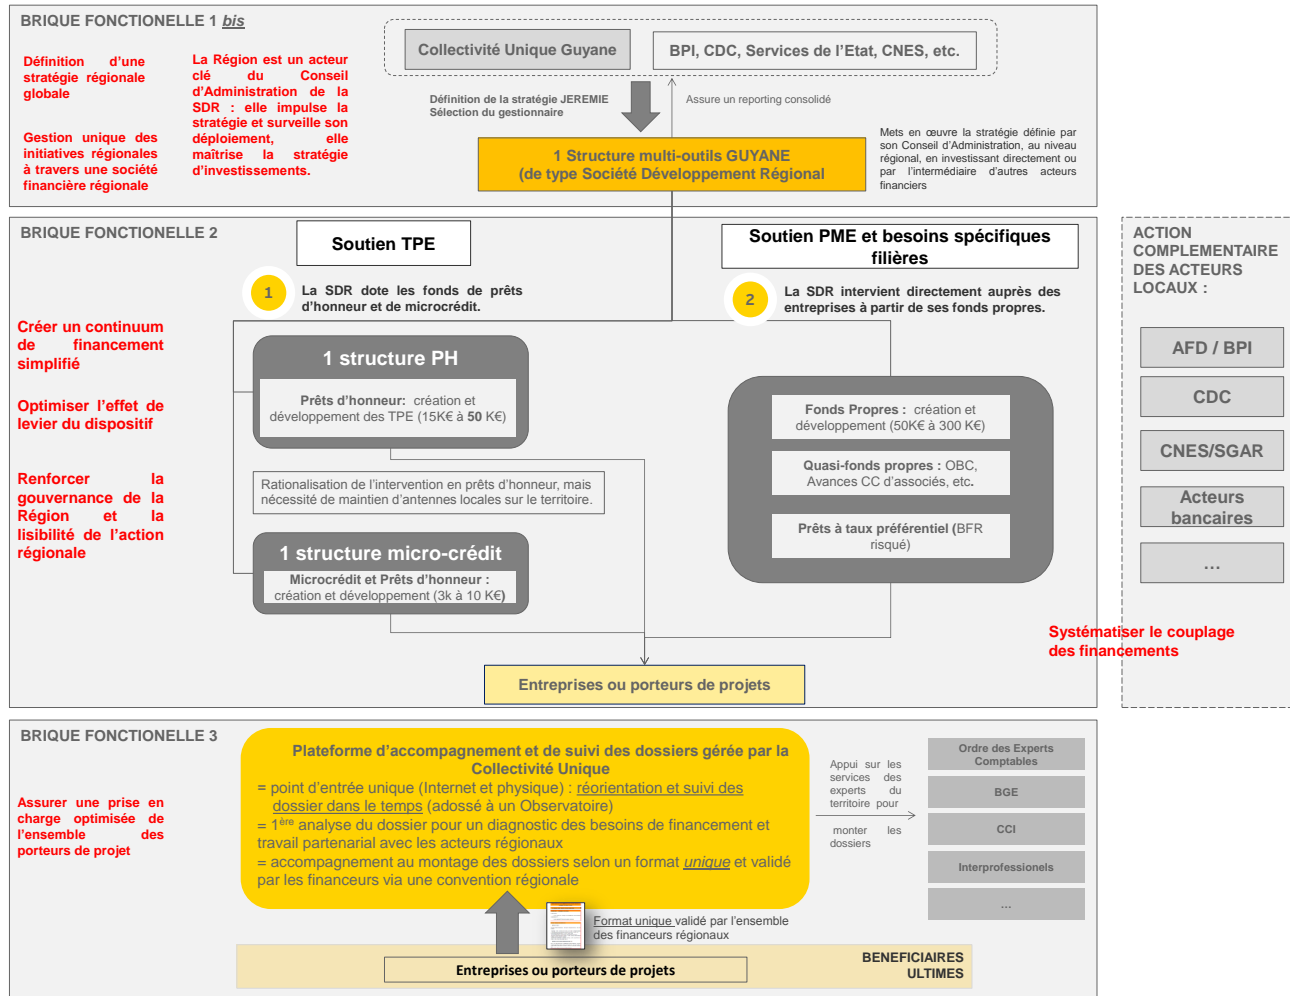 BRIQUE FONCTIONELLE 1 bis
Définition d'une
stratégie régionale
globale
Gestion unique des
initiatives régionales
à travers une société
financière régionale
La Région est un acteur
clé du Conseil
d'Administration de la
SDR : elle impulse la
stratégie et surveille son
déploiement, elle
maîtrise la stratégie
d'investissements.
Collectivité Unique Guyane
BPI, CDC, Services de l'Etat, CNES, etc.
Définition de la stratégie JEREMIE
Sélection du gestionnaire
Assure un reporting consolidé
1 Structure multi-outils GUYANE
(de type Société Développement Régional
Mets en œuvre la stratégie définie par
son Conseil d'Administration, au niveau
régional, en investissant directement ou
par l'intermédiaire d'autres acteurs
financiers
BRIQUE FONCTIONELLE 2
Créer un continuum
de financement
simplifié
Optimiser l'effet de
levier du dispositif
Renforcer la
gouvernance de la
Région et la
lisibilité de l'action
régionale
Soutien TPE
1
La SDR dote les fonds de prêts
d'honneur et de microcrédit.
1 structure PH
Prêts d'honneur: création et
développement des TPE (15K€ à 50 K€)
Rationalisation de l'intervention en prêts d'honneur, mais
nécessité de maintien d'antennes locales sur le territoire.
1 structure micro-crédit
Microcrédit et Prêts d'honneur :
création et développement (3k à 10 K€)
Soutien PME et besoins spécifiques
filières
2
La SDR intervient directement auprès des
entreprises à partir de ses fonds propres.
Fonds Propres : création et
développement (50K€ à 300 K€)
Quasi-fonds propres : OBC,
Avances CC d'associés, etc.
Prêts à taux préférentiel (BFR
risqué)
Entreprises ou porteurs de projets
ACTION
COMPLEMENTAIRE
DES ACTEURS
LOCAUX :
AFD / BPI
CDC
CNES/SGAR
Acteurs
bancaires
…
Systématiser le couplage
des financements
BRIQUE FONCTIONELLE 3
Assurer une prise en
charge optimisée de
l'ensemble des
porteurs de projet
Plateforme d'accompagnement et de suivi des dossiers gérée par la
Collectivité Unique
= point d'entrée unique (Internet et physique) : réorientation et suivi des
dossier dans le temps (adossé à un Observatoire)
= 1ère analyse du dossier pour un diagnostic des besoins de financement et
travail partenarial avec les acteurs régionaux
= accompagnement au montage des dossiers selon un format unique et validé
par les financeurs via une convention régionale
Appui sur les
services des
experts du
territoire pour
monter les
dossiers
Ordre des Experts
Comptables
BGE
CCI
Interprofessionels
…
Format unique validé par l'ensemble
des financeurs régionaux
Entreprises ou porteurs de projets
BENEFICIAIRES
ULTIMES